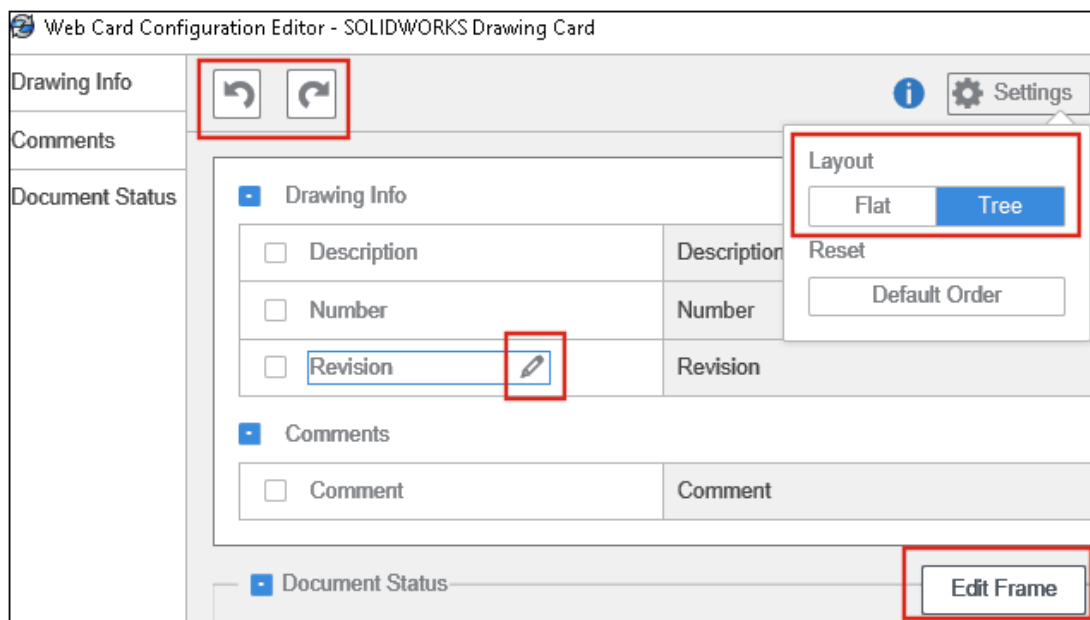 Web Card Configuration Editor - SOLIDWORKS Drawing Card
Drawing Info
Comments
Document Status
Settings
Layout
Flat Tree
Reset
Default Order
Drawing Info
Description Description
Number Number
Revision Revision
Comments
Comment Comment
Document Status
Edit Frame